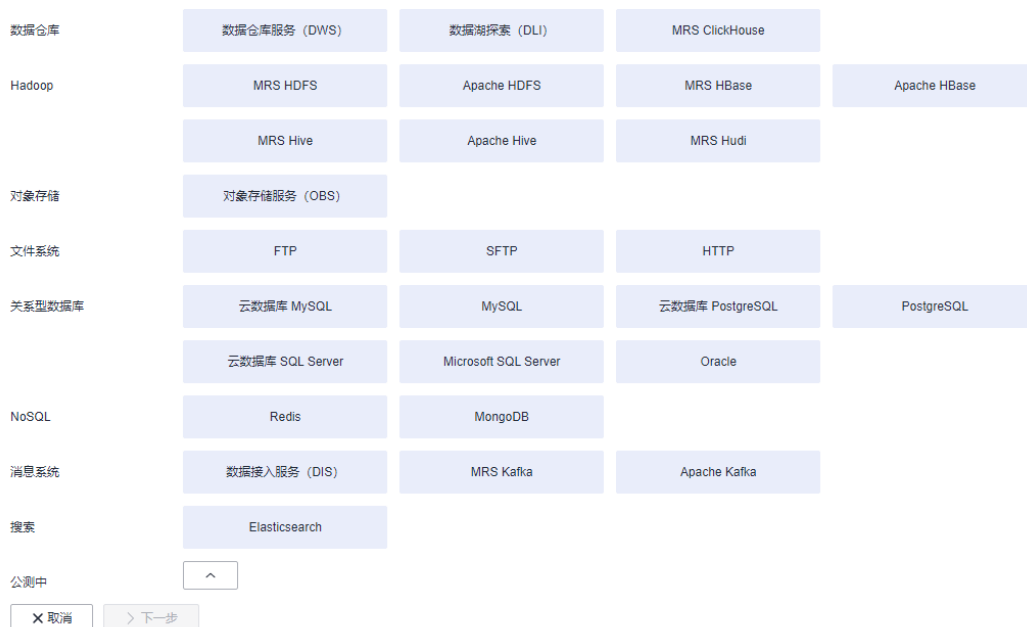 数据仓库 数据仓库服务（DWS） 数据湖探索（DLI） MRS ClickHouse
Hadoop MRS HDFS Apache HDFS MRS HBase Apache HBase
MRS Hive Apache Hive MRS Hudi
对象存储 对象存储服务（OBS）
文件系统 FTP SFTP HTTP
关系型数据库 云数据库 MySQL MySQL 云数据库 PostgreSQL PostgreSQL
云数据库 SQL Server Microsoft SQL Server Oracle
NoSQL Redis MongoDB
消息系统 数据接入服务（DIS） MRS Kafka Apache Kafka
搜索 Elasticsearch
公测中
取消 下一步